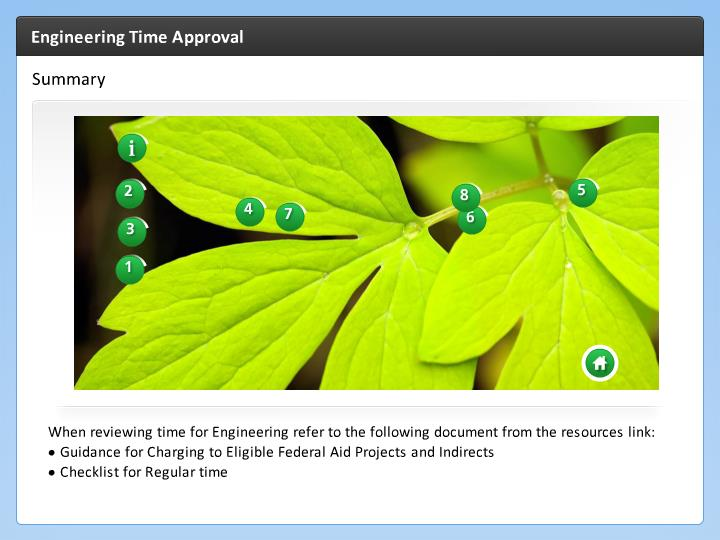 Engineering Time Approval
Summary
i
2
3
1
4
7
8
6
5
When reviewing time for Engineering refer to the following document from the resources link:
• Guidance for Charging to Eligible Federal Aid Projects and Indirects
• Checklist for Regular time